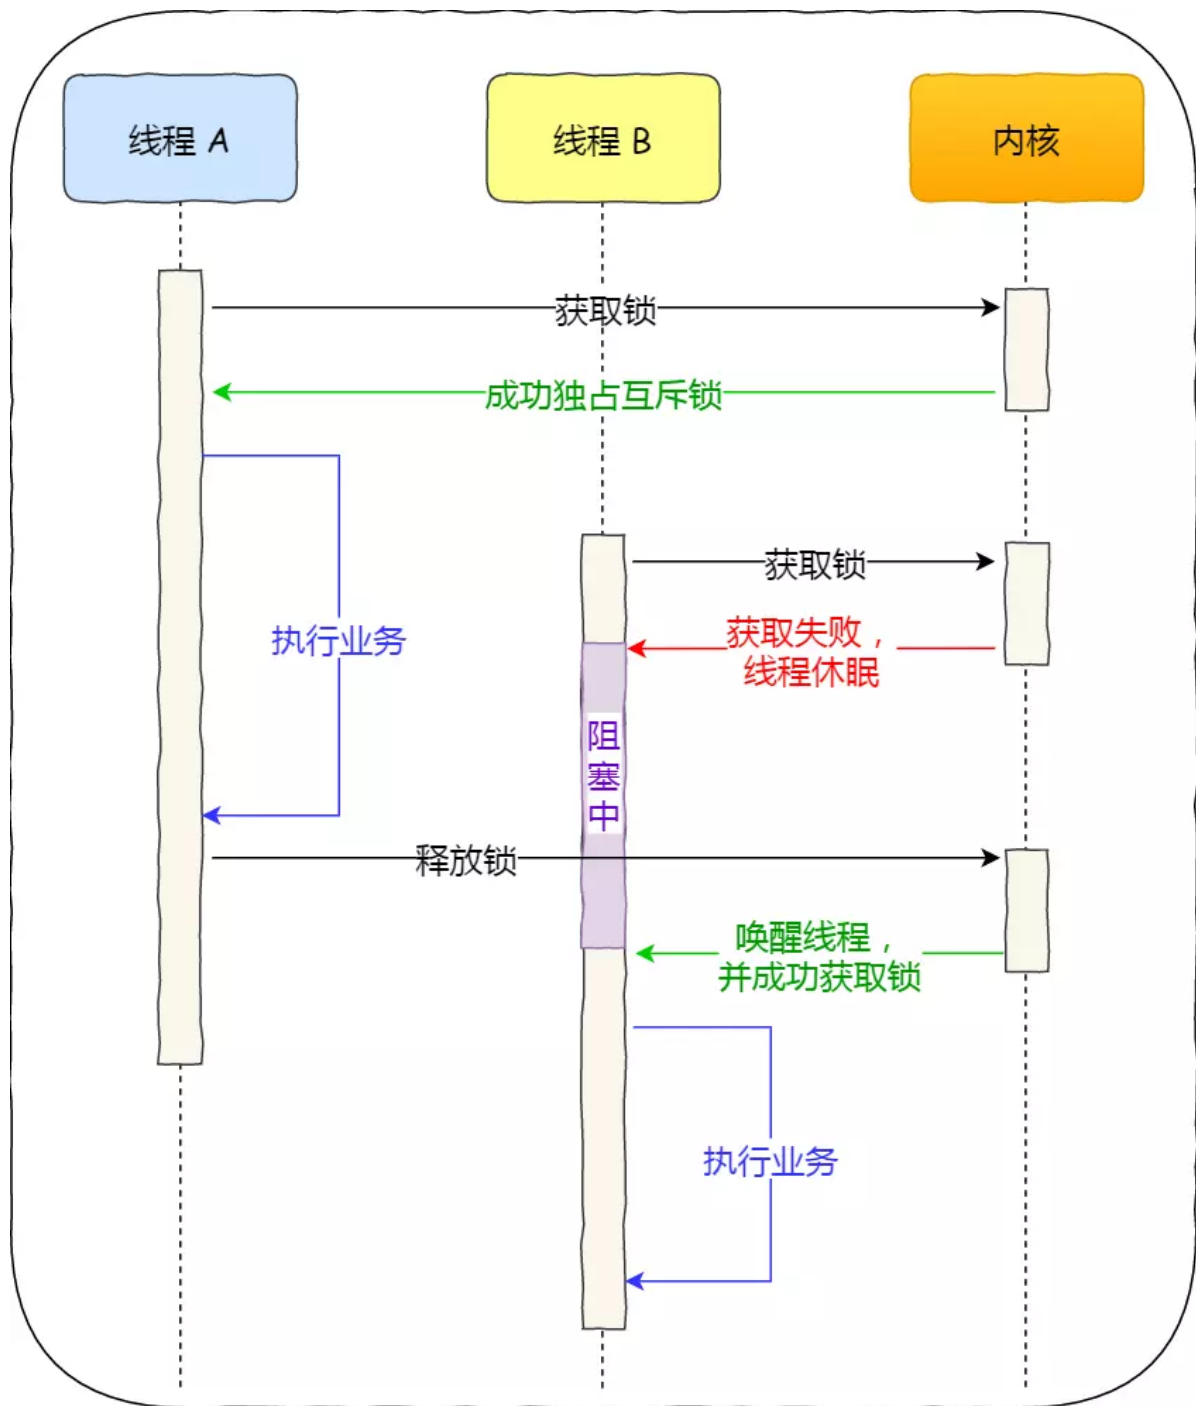 线程 A
线程 B
内核
获取锁
成功独占互斥锁
获取锁
执行业务
获取失败，
线程休眠
阻
塞
中
释放锁
唤醒线程，
并成功获取锁
执行业务